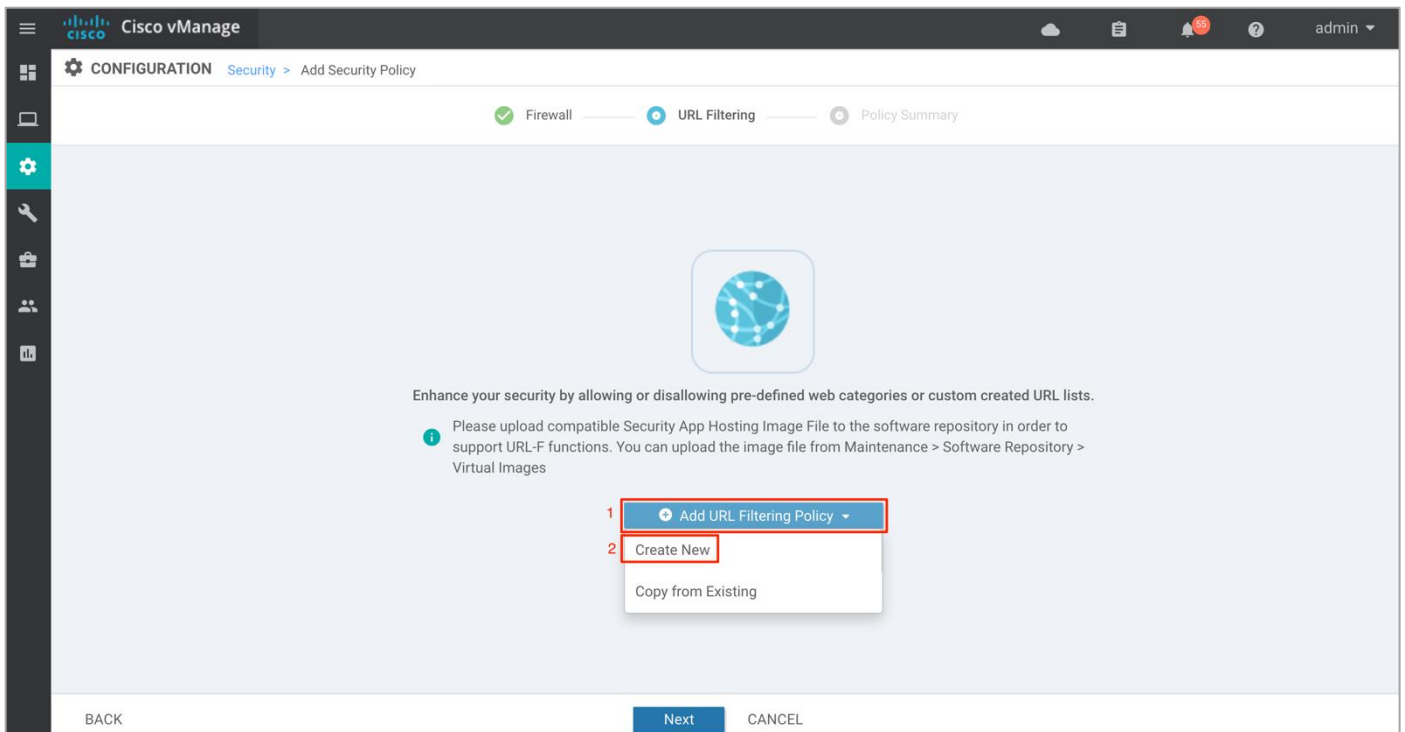 cisco Cisco vManage 55 admin
CONFIGURATION Security > Add Security Policy
Firewall URL Filtering Policy Summary
Enhance your security by allowing or disallowing pre-defined web categories or custom created URL lists.
Please upload compatible Security App Hosting Image File to the software repository in order to
support URL-F functions. You can upload the image file from Maintenance > Software Repository >
Virtual Images
1 Add URL Filtering Policy
2 Create New
Copy from Existing
BACK Next CANCEL